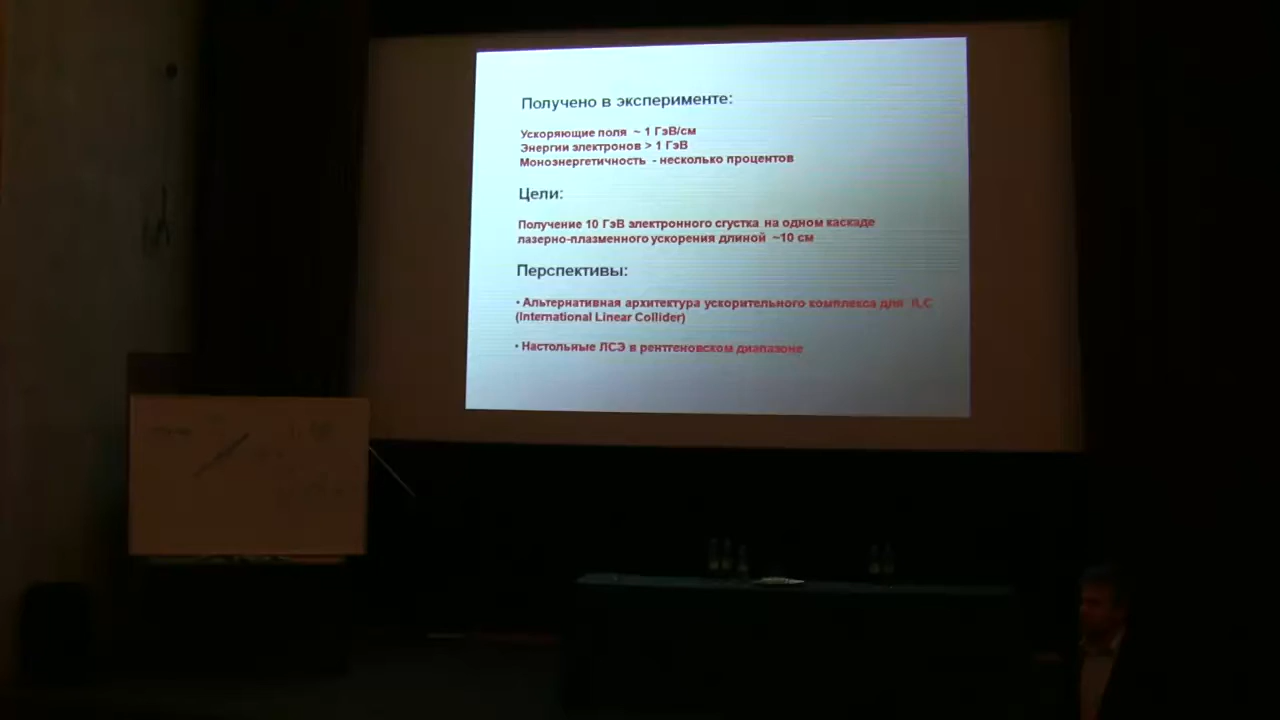 Получено в эксперименте:
Ускоряющие поля ~ 1 ГэВ/см
Энергии электронов > 1 ГэВ
Моноэнергетичность - несколько процентов
Цели:
Получение 10 ГэВ электронного сгустка на одном каскаде
лазерно-плазменного ускорения длиной ~10 см
Перспективы:
• Альтернативная архитектура ускорительного комплекса для ILC
(International Linear Collider)
• Настольные ЛСЭ в рентгеновском диапазоне